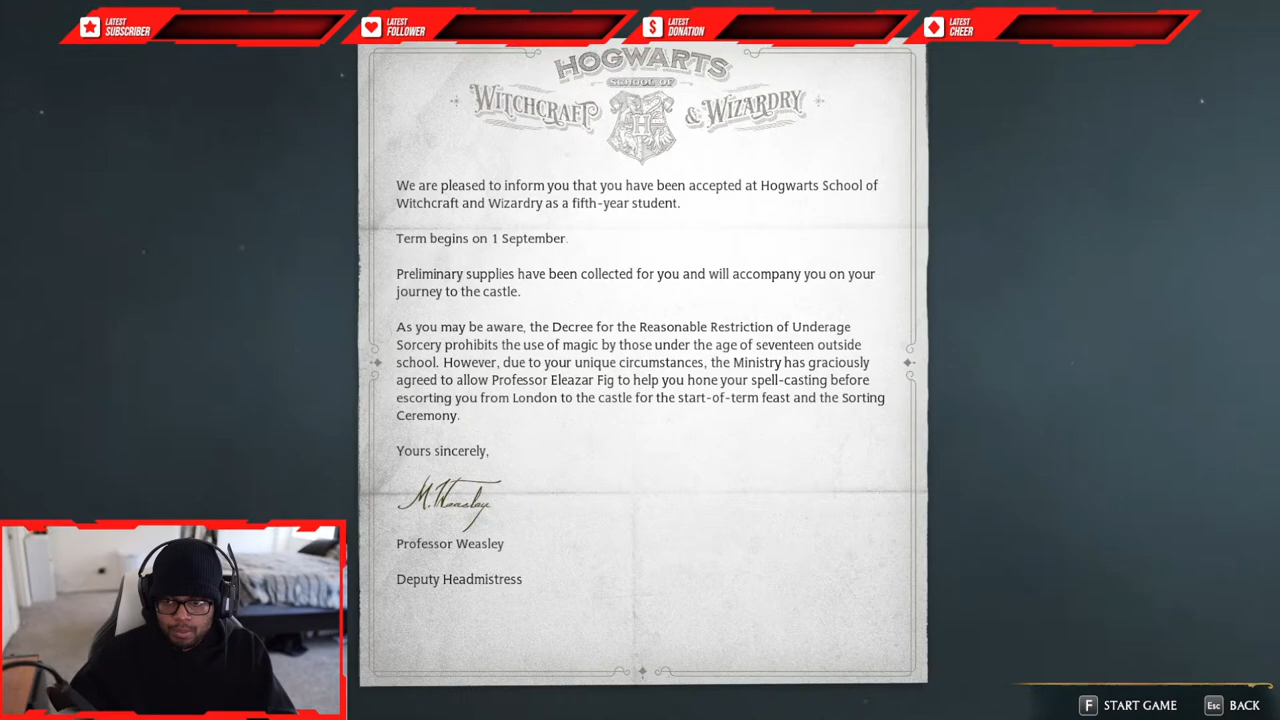 LATEST
SUBSCRIBER
LATEST
FOLLOWER
LATEST
DONATION
LATEST
CHEER
HOGWARTS
SCHOOL OF
WITCHCRAFT & WIZARDRY
H
We are pleased to inform you that you have been accepted at Hogwarts School of
Witchcraft and Wizardry as a fifth-year student.
Term begins on 1 September.
Preliminary supplies have been collected for you and will accompany you on your
journey to the castle.
As you may be aware, the Decree for the Reasonable Restriction of Underage
Sorcery prohibits the use of magic by those under the age of seventeen outside
school. However, due to your unique circumstances, the Ministry has graciously
agreed to allow Professor Eleazar Fig to help you hone your spell-casting before
escorting you from London to the castle for the start-of-term feast and the Sorting
Ceremony.
Yours sincerely,
M. Weasley
Professor Weasley
Deputy Headmistress
F START GAME Esc BACK